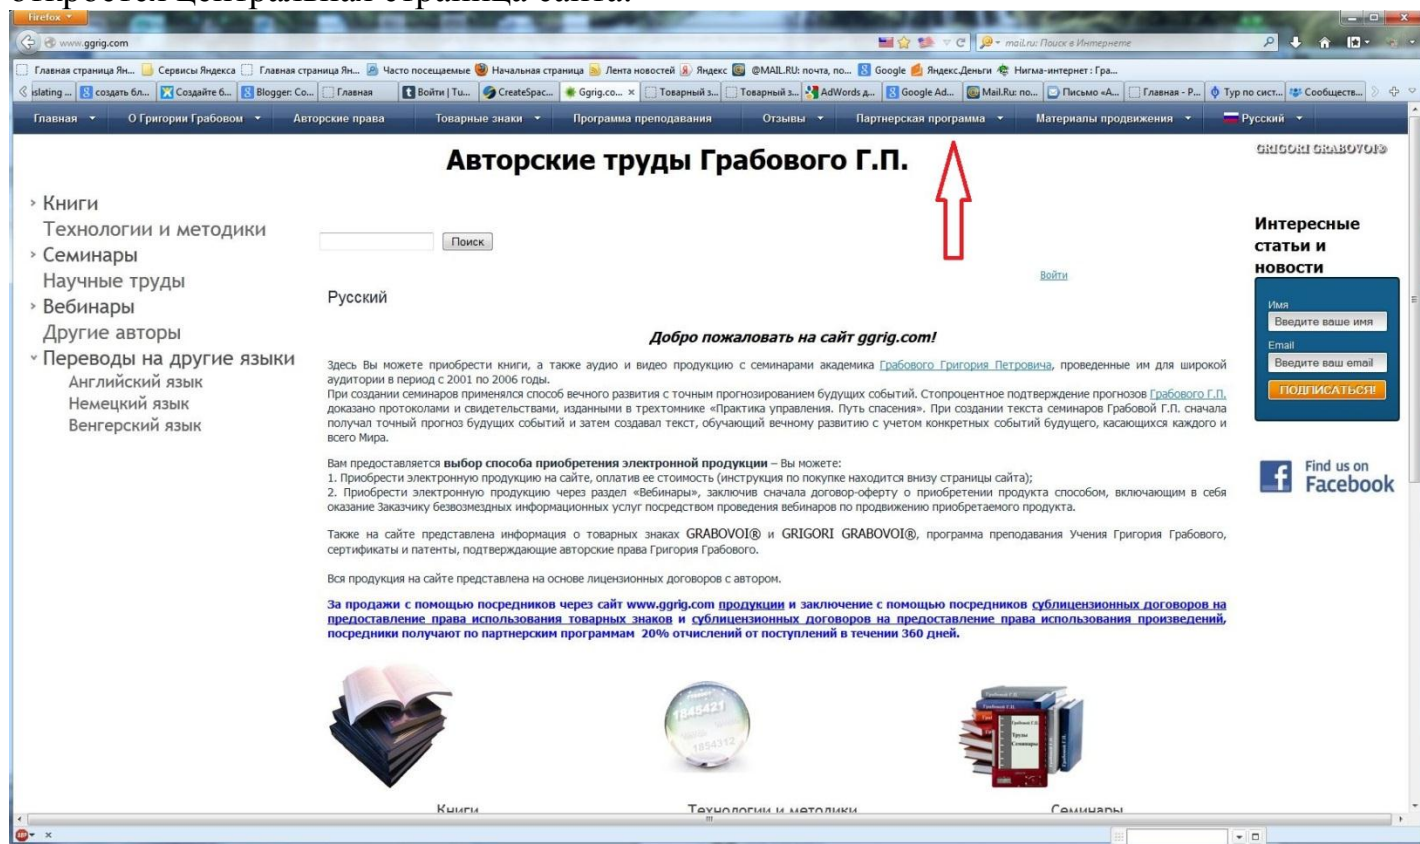 откроется центральная страница сайта.
Firefox
www.ggrig.com
mail.ru: Поиск в Интернете
Главная страница Ян... Сервисы Яндекса Главная страница Ян... Часто посещаемые Начальная страница Лента новостей Яндекс @MAIL.RU: почта, по... Google Яндекс.Деньги Нигма-интернет : Гра...
islating ... создать бл... Создайте б... Blogger: Со... Главная Войти | Tu... CreateSpac... Ggrig.co... × Товарный з... Товарный з... AdWords д... Google Ad... Mail.Ru: по... Письмо «А... Главная - Р... Тур по сист... Сообществ...
Главная О Григории Грабовом Авторские права Товарные знаки Программа преподавания Отзывы Партнерская программа Материалы продвижения Русский
Авторские труды Грабового Г.П.
GRIGORI GRABOVOI®
Книги
Технологии и методики
Семинары
Научные труды
Вебинары
Другие авторы
Переводы на другие языки
Английский язык
Немецкий язык
Венгерский язык
Поиск
Войти
Русский
Добро пожаловать на сайт ggrig.com!
Здесь Вы можете приобрести книги, а также аудио и видео продукцию с семинарами академика Грабового Григория Петровича, проведенные им для широкой
аудитории в период с 2001 по 2006 годы.
При создании семинаров применялся способ вечного развития с точным прогнозированием будущих событий. Стопроцентное подтверждение прогнозов Грабового Г.П.
доказано протоколами и свидетельствами, изданными в трехтомнике «Практика управления. Путь спасения». При создании текста семинаров Грабовой Г.П. сначала
получал точный прогноз будущих событий и затем создавал текст, обучающий вечному развитию с учетом конкретных событий будущего, касающихся каждого и
всего Мира.
Вам предоставляется выбор способа приобретения электронной продукции – Вы можете:
1. Приобрести электронную продукцию на сайте, оплатив ее стоимость (инструкция по покупке находится внизу страницы сайта);
2. Приобрести электронную продукцию через раздел «Вебинары», заключив сначала договор-оферту о приобретении продукта способом, включающим в себя
оказание Заказчику безвозмездных информационных услуг посредством проведения вебинаров по продвижению приобретаемого продукта.
Также на сайте представлена информация о товарных знаках GRABOVOI® и GRIGORI GRABOVOI®, программа преподавания Учения Григория Грабового,
сертификаты и патенты, подтверждающие авторские права Григория Грабового.
Вся продукция на сайте представлена на основе лицензионных договоров с автором.
За продажи с помощью посредников через сайт www.ggrig.com продукции и заключение с помощью посредников сублицензионных договоров на
предоставление права использования товарных знаков и сублицензионных договоров на предоставление права использования произведений,
посредники получают по партнерским программам 20% отчислений от поступлений в течении 360 дней.
Интересные
статьи и
новости
Имя
Введите ваше имя
Email
Введите ваш email
ПОДПИСАТЬСЯ!
Find us on
Facebook
1845421
1854312
Труды
Семинары
Книги Технологии и методики Семинары